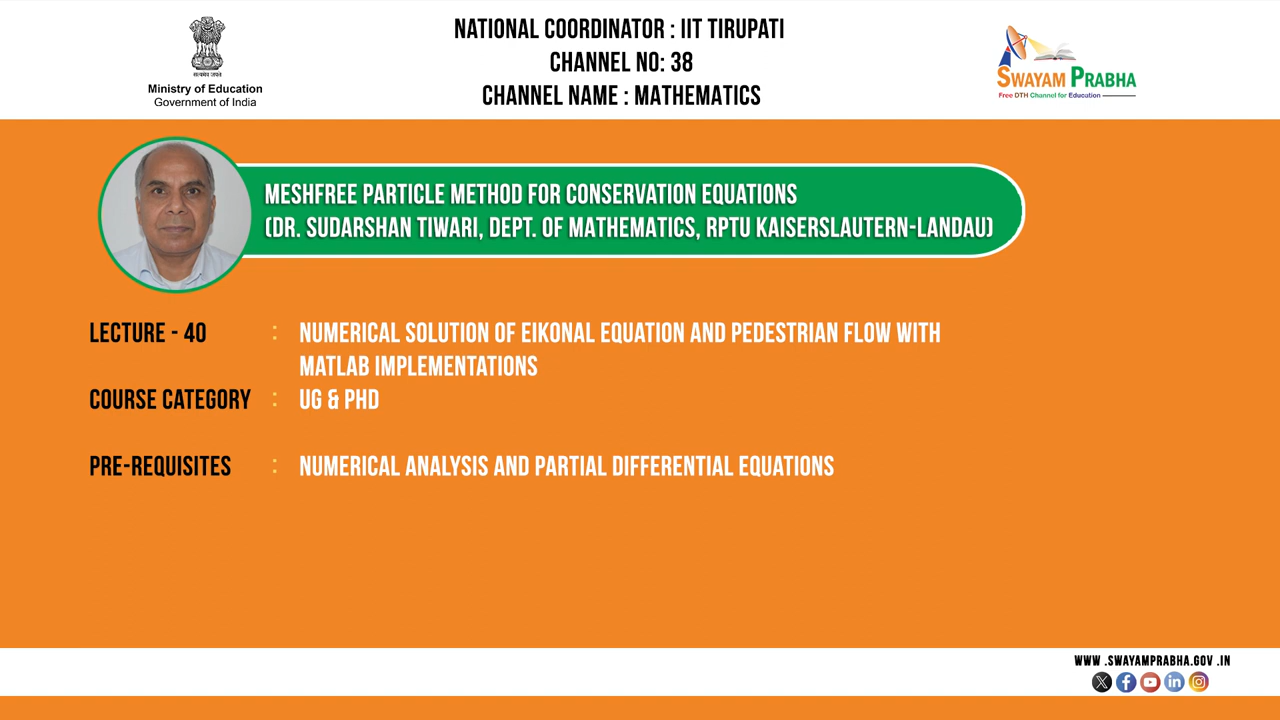 NATIONAL COORDINATOR : IIT TIRUPATI
CHANNEL NO: 38
CHANNEL NAME : MATHEMATICS
सत्यमेव जयते
Ministry of Education
Government of India
SWAYAM PRABHA
Free DTH Channel for Education
MESHFREE PARTICLE METHOD FOR CONSERVATION EQUATIONS
(DR. SUDARSHAN TIWARI, DEPT. OF MATHEMATICS, RPTU KAISERSLAUTERN-LANDAU)
LECTURE - 40 : NUMERICAL SOLUTION OF EIKONAL EQUATION AND PEDESTRIAN FLOW WITH
MATLAB IMPLEMENTATIONS
COURSE CATEGORY : UG & PHD
PRE-REQUISITES : NUMERICAL ANALYSIS AND PARTIAL DIFFERENTIAL EQUATIONS
WWW .SWAYAMPRABHA.GOV .IN